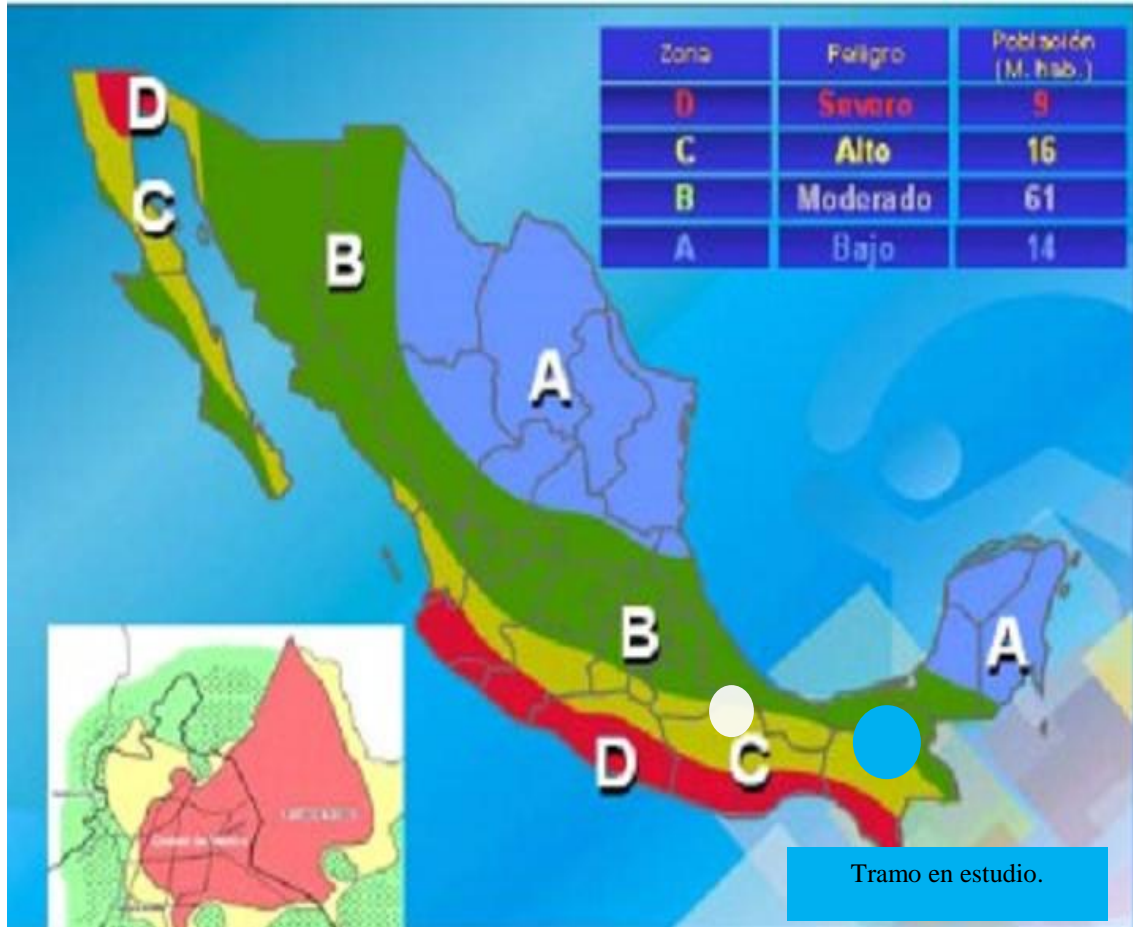 Zona Peligro Población
(M. hab.)
D Severo 9
C Alto 16
B Moderado 61
A Bajo 14
D
C
B
A
B
A
D
C
Tramo en estudio.